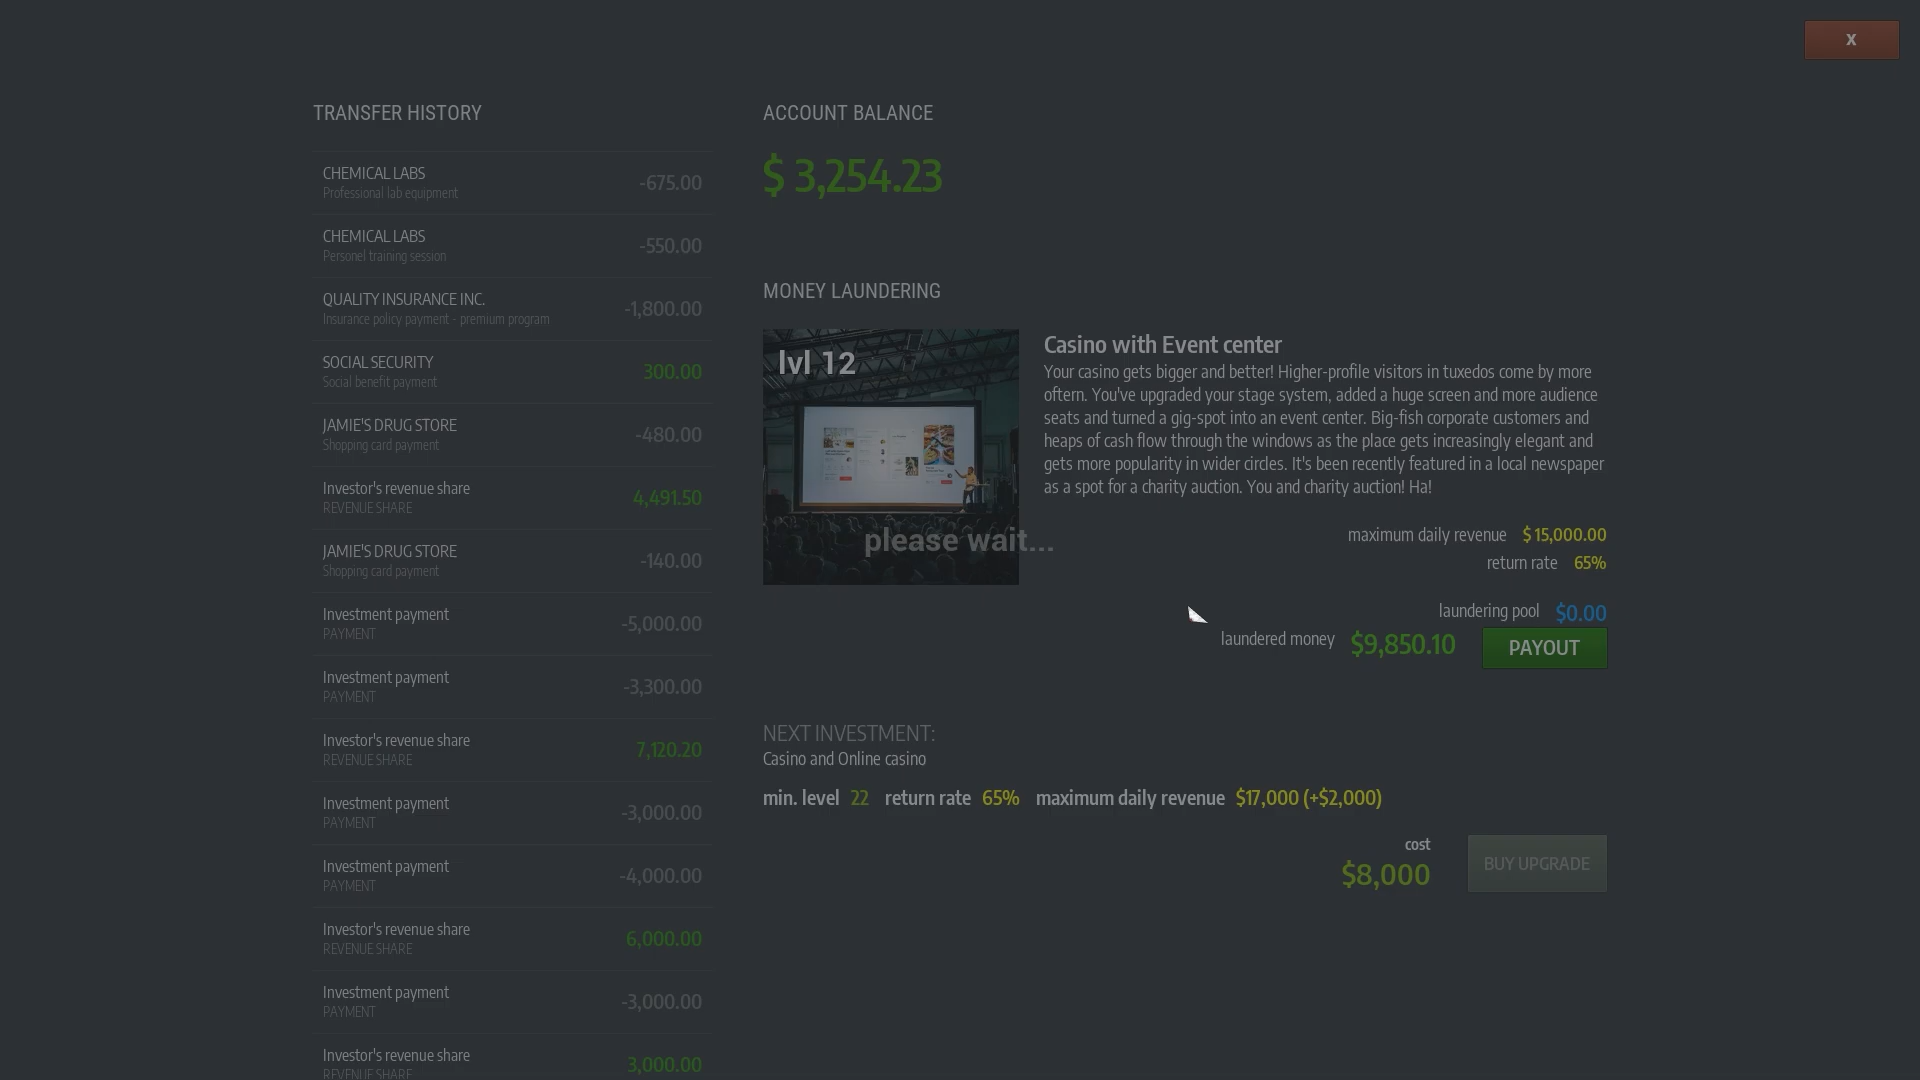 X
TRANSFER HISTORY
CHEMICAL LABS
Professional lab equipment
-675.00
CHEMICAL LABS
Personel training session
-550.00
QUALITY INSURANCE INC.
Insurance policy payment - premium program
-1,800.00
SOCIAL SECURITY
Social benefit payment
300.00
JAMIE'S DRUG STORE
Shopping card payment
-480.00
Investor's revenue share
REVENUE SHARE
4,491.50
JAMIE'S DRUG STORE
Shopping card payment
-140.00
Investment payment
PAYMENT
-5,000.00
Investment payment
PAYMENT
-3,300.00
Investor's revenue share
REVENUE SHARE
7,120.20
Investment payment
PAYMENT
-3,000.00
Investment payment
PAYMENT
-4,000.00
Investor's revenue share
REVENUE SHARE
6,000.00
Investment payment
PAYMENT
-3,000.00
Investor's revenue share
REVENUE SHARE
3,000.00
ACCOUNT BALANCE
$ 3,254.23
MONEY LAUNDERING
lvl 12
please wait...
Casino with Event center
Your casino gets bigger and better! Higher-profile visitors in tuxedos come by more
oftern. You've upgraded your stage system, added a huge screen and more audience
seats and turned a gig-spot into an event center. Big-fish corporate customers and
heaps of cash flow through the windows as the place gets increasingly elegant and
gets more popularity in wider circles. It's been recently featured in a local newspaper
as a spot for a charity auction. You and charity auction! Ha!
maximum daily revenue $ 15,000.00
return rate 65%
laundering pool $0.00
laundered money $9,850.10 PAYOUT
NEXT INVESTMENT:
Casino and Online casino
min. level 22 return rate 65% maximum daily revenue $17,000 (+$2,000)
cost
$8,000
BUY UPGRADE